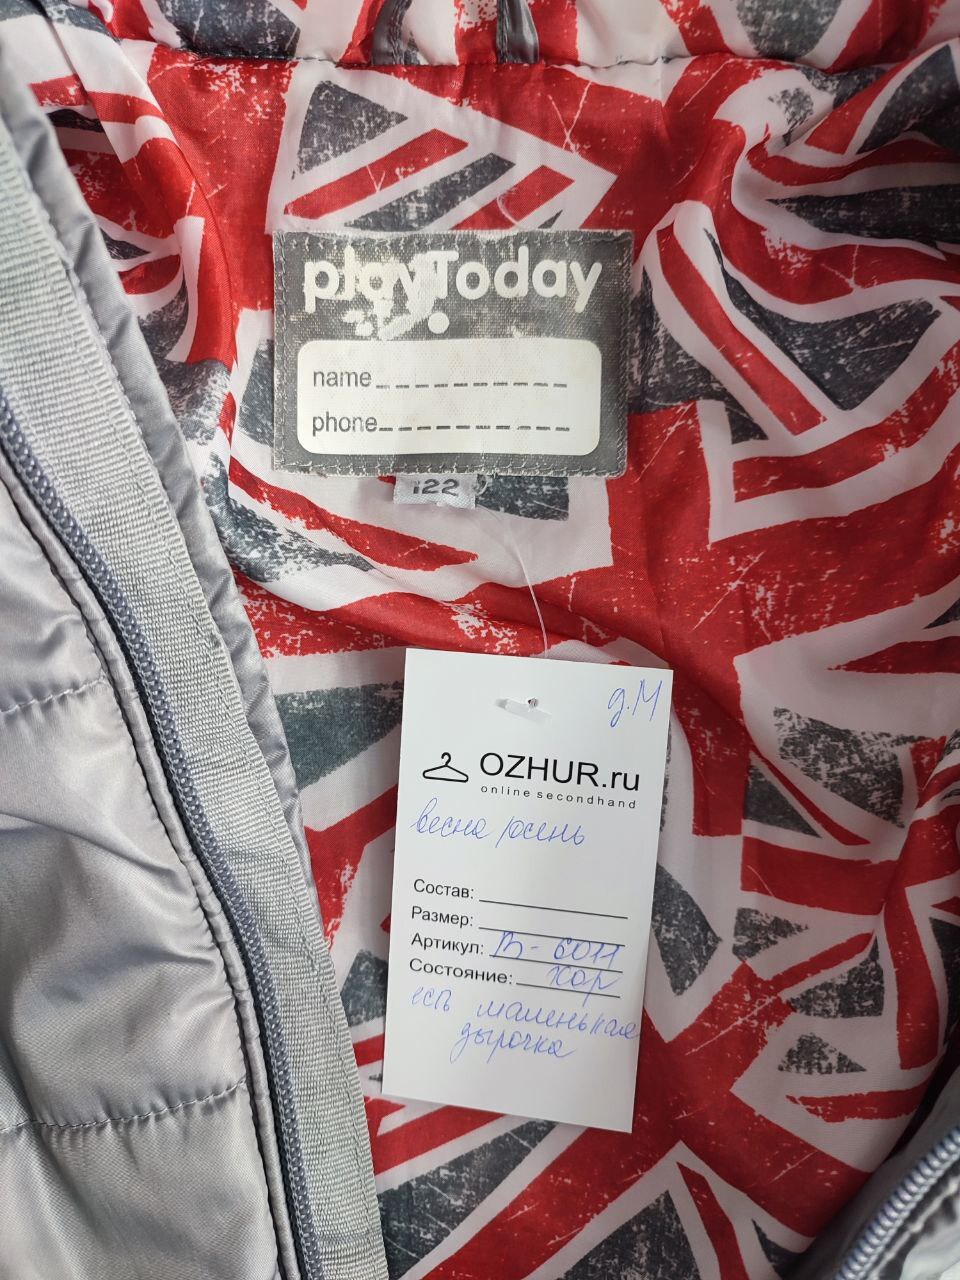 playToday
name
phone
122
д.М
OZHUR.ru
online secondhand
весна/осень
Состав:
Размер:
Артикул: В-6011
Состояние: хор
есть маленькая
дырочка